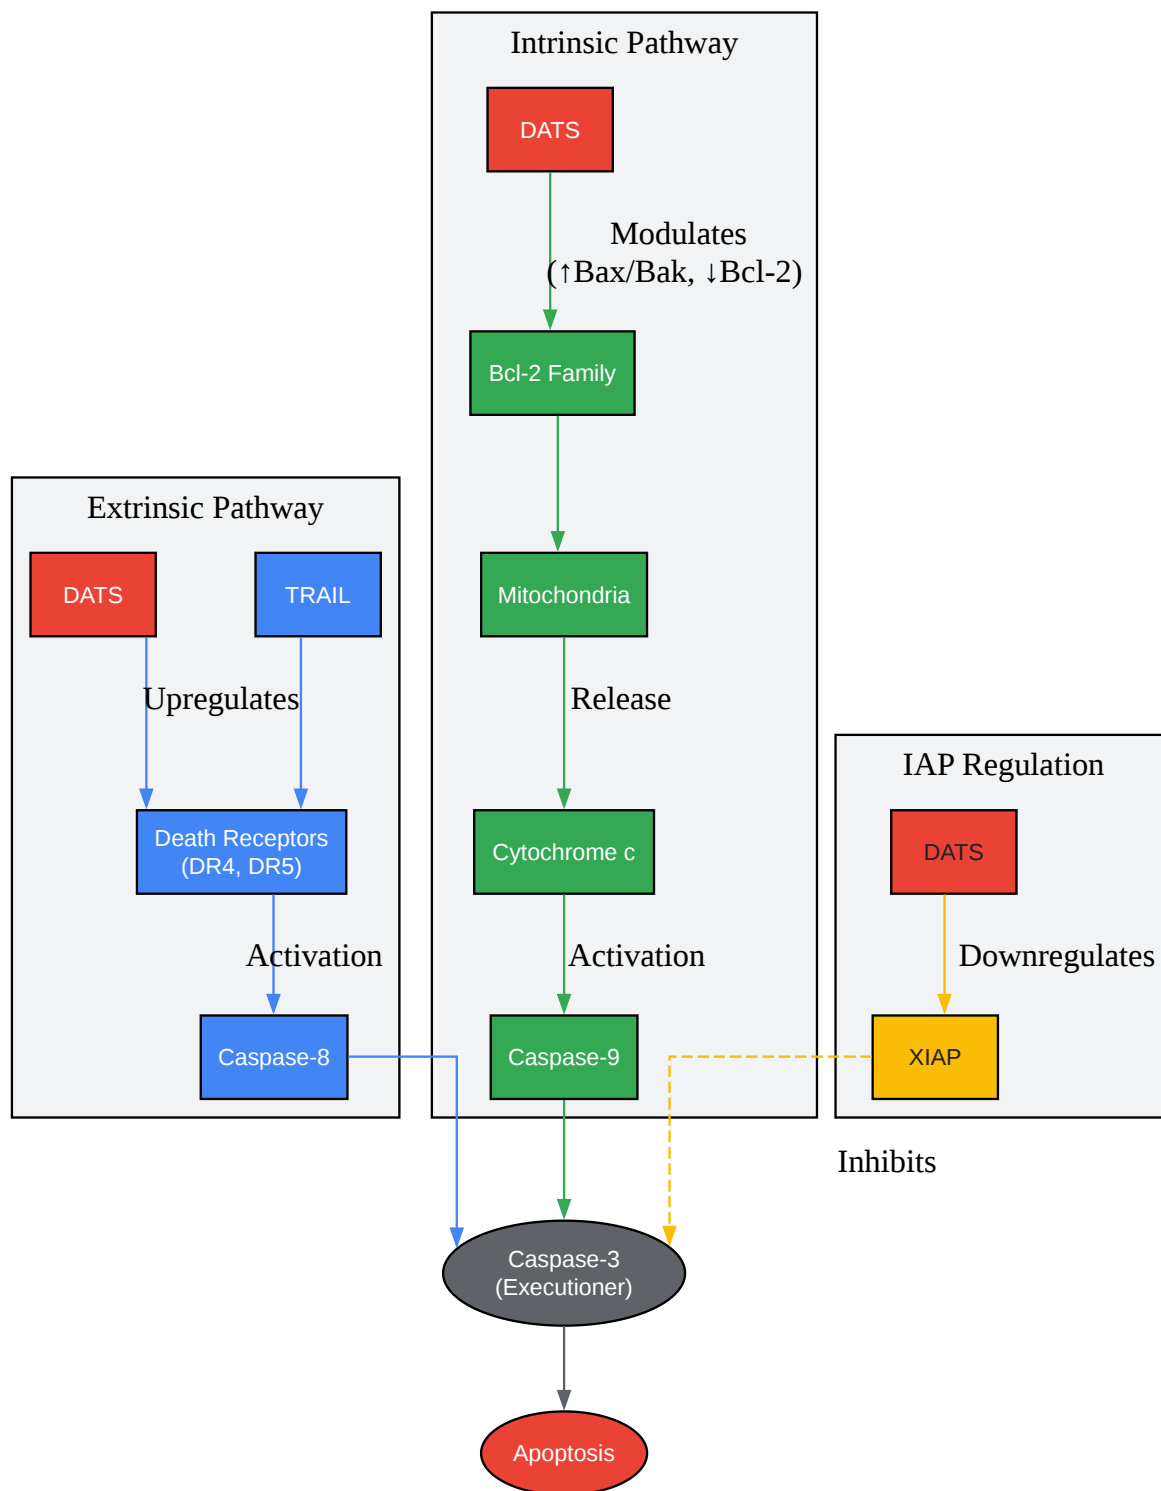 Intrinsic Pathway
DATS
Modulates
(↑Bax/Bak, ↓Bcl-2)
Bcl-2 Family
Mitochondria
Release
Cytochrome c
Activation
Caspase-9
Extrinsic Pathway
DATS
TRAIL
Upregulates
Death Receptors
(DR4, DR5)
Activation
Caspase-8
IAP Regulation
DATS
Downregulates
XIAP
Inhibits
Caspase-3
(Executioner)
Apoptosis